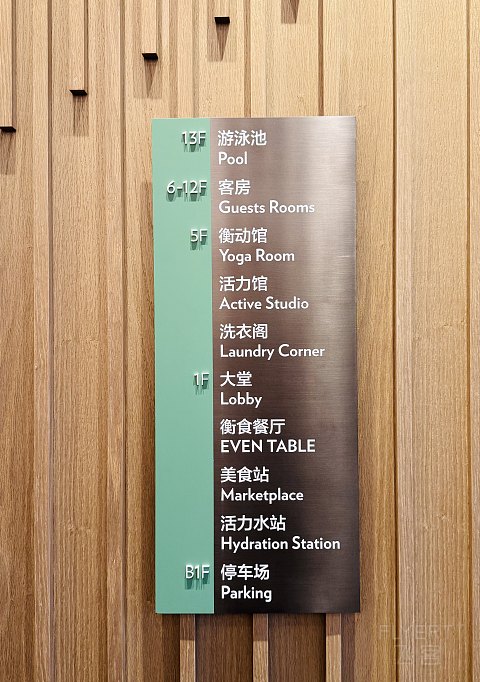 13F 游泳池
Pool
6-12F 客房
Guests Rooms
5F 衡动馆
Yoga Room
活力馆
Active Studio
洗衣阁
Laundry Corner
1F 大堂
Lobby
衡食餐厅
EVEN TABLE
美食站
Marketplace
活力水站
Hydration Station
B1F 停车场
Parking
FLYERT